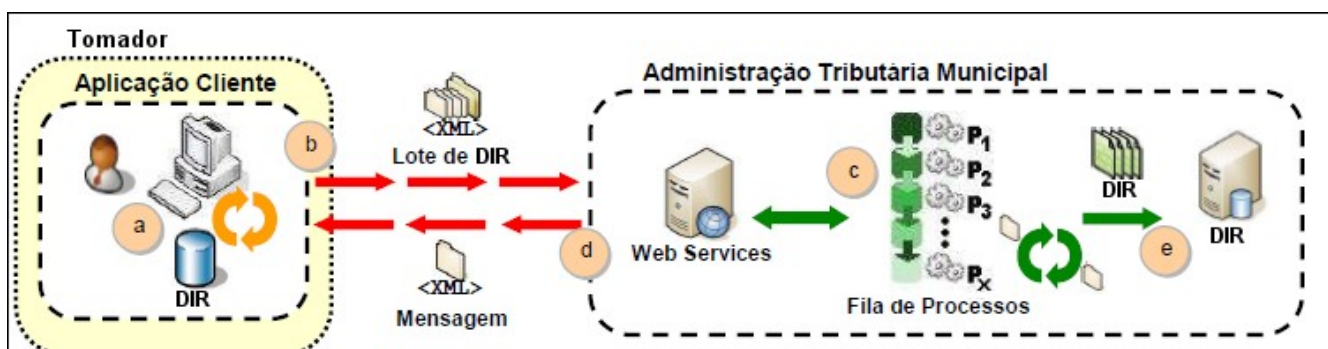 Tomador
Aplicação Cliente
a
DIR
b
<XML>
Lote de DIR
<XML>
Mensagem
Administração Tributária Municipal
d
Web Services
c
P1
P2
P3
Px
Fila de Processos
DIR
e
DIR